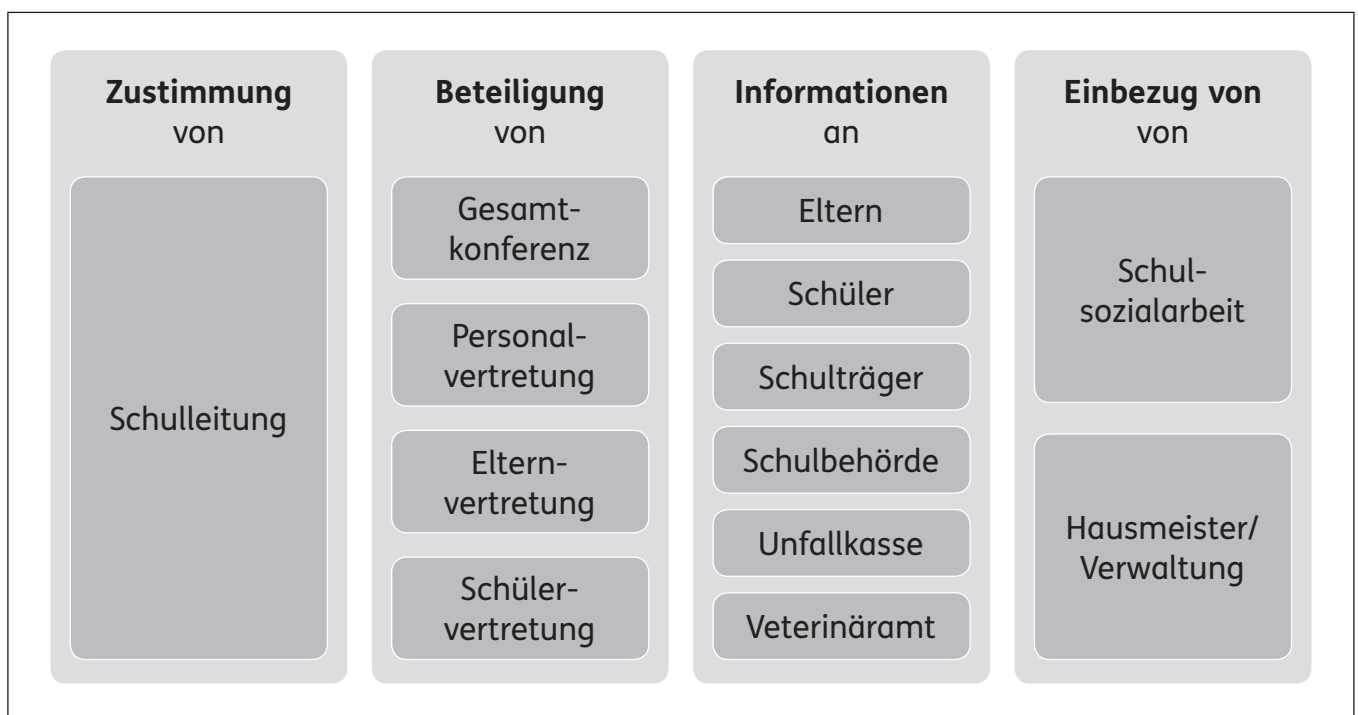 Zustimmung
von
Schulleitung
Beteiligung
von
Gesamt-
konferenz
Personal-
vertretung
Eltern-
vertretung
Schüler-
vertretung
Informationen
an
Eltern
Schüler
Schulträger
Schulbehörde
Unfallkasse
Veterinäramt
Einbezug von
von
Schul-
sozialarbeit
Hausmeister/
Verwaltung